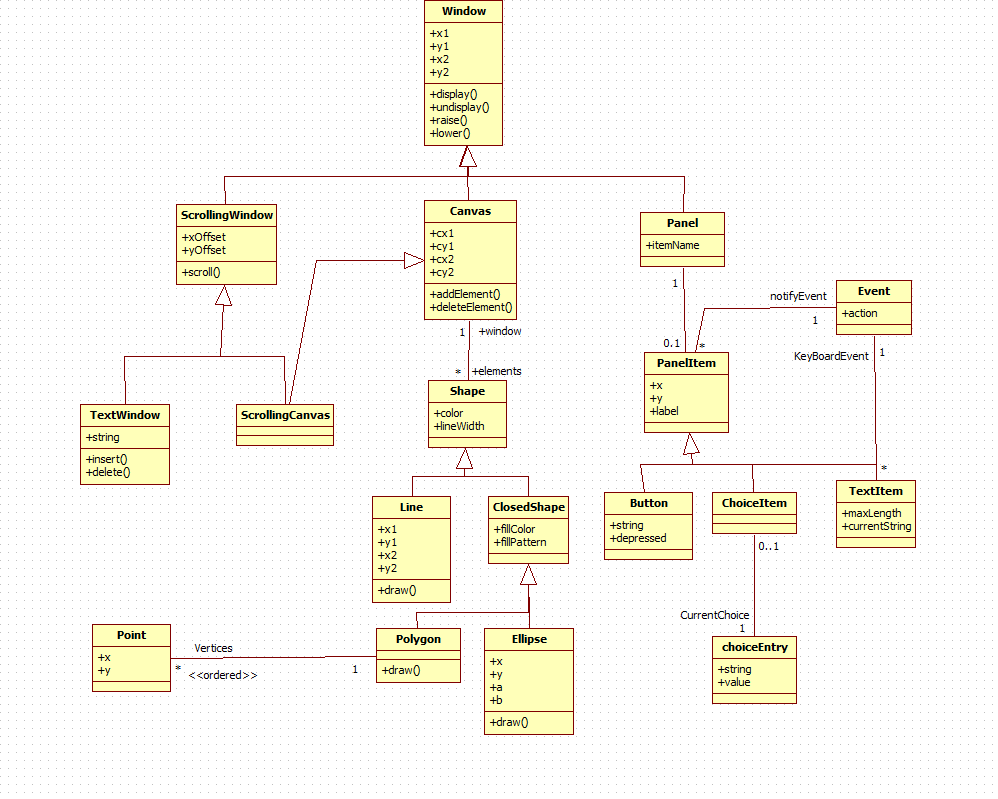 Window
+x1
+y1
+x2
+y2
+display()
+undisplay()
+raise()
+lower()
ScrollingWindow
+xOffset
+yOffset
+scroll()
Canvas
+cx1
+cy1
+cx2
+cy2
+addElement()
+deleteElement()
Panel
+itemName
1
0..1
notifyEvent
1
*
Event
+action
KeyBoardEvent
1
*
1
+window
*
+elements
PanelItem
+x
+y
+label
TextWindow
+string
+insert()
+delete()
ScrollingCanvas
Shape
+color
+lineWidth
Line
+x1
+y1
+x2
+y2
+draw()
ClosedShape
+fillColor
+fillPattern
Button
+string
+depressed
ChoiceItem
0..1
TextItem
+maxLength
+currentString
CurrentChoice
1
choiceEntry
+string
+value
Point
+x
+y
Vertices
*
<<ordered>>
1
Polygon
+draw()
Ellipse
+x
+y
+a
+b
+draw()